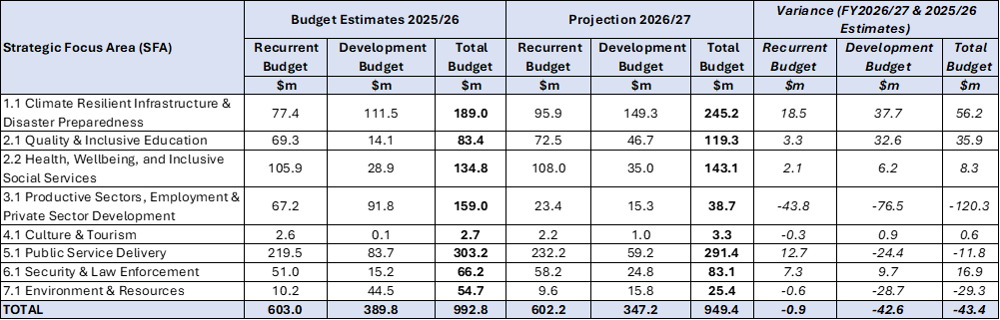 Strategic Focus Area (SFA) Budget Estimates 2025/26 Projection 2026/27 Variance (FY2026/27 & 2025/26 Estimates)
Recurrent Budget Development Budget Total Budget Recurrent Budget Development Budget Total Budget Recurrent Budget Development Budget Total Budget
$m $m $m $m $m $m $m $m $m
1.1 Climate Resilient Infrastructure & Disaster Preparedness 77.4 111.5 189.0 95.9 149.3 245.2 18.5 37.7 56.2
2.1 Quality & Inclusive Education 69.3 14.1 83.4 72.5 46.7 119.3 3.3 32.6 35.9
2.2 Health, Wellbeing, and Inclusive Social Services 105.9 28.9 134.8 108.0 35.0 143.1 2.1 6.2 8.3
3.1 Productive Sectors, Employment & Private Sector Development 67.2 91.8 159.0 23.4 15.3 38.7 -43.8 -76.5 -120.3
4.1 Culture & Tourism 2.6 0.1 2.7 2.2 1.0 3.3 -0.3 0.9 0.6
5.1 Public Service Delivery 219.5 83.7 303.2 232.2 59.2 291.4 12.7 -24.4 -11.8
6.1 Security & Law Enforcement 51.0 15.2 66.2 58.2 24.8 83.1 7.3 9.7 16.9
7.1 Environment & Resources 10.2 44.5 54.7 9.6 15.8 25.4 -0.6 -28.7 -29.3
TOTAL 603.0 389.8 992.8 602.2 347.2 949.4 -0.9 -42.6 -43.4